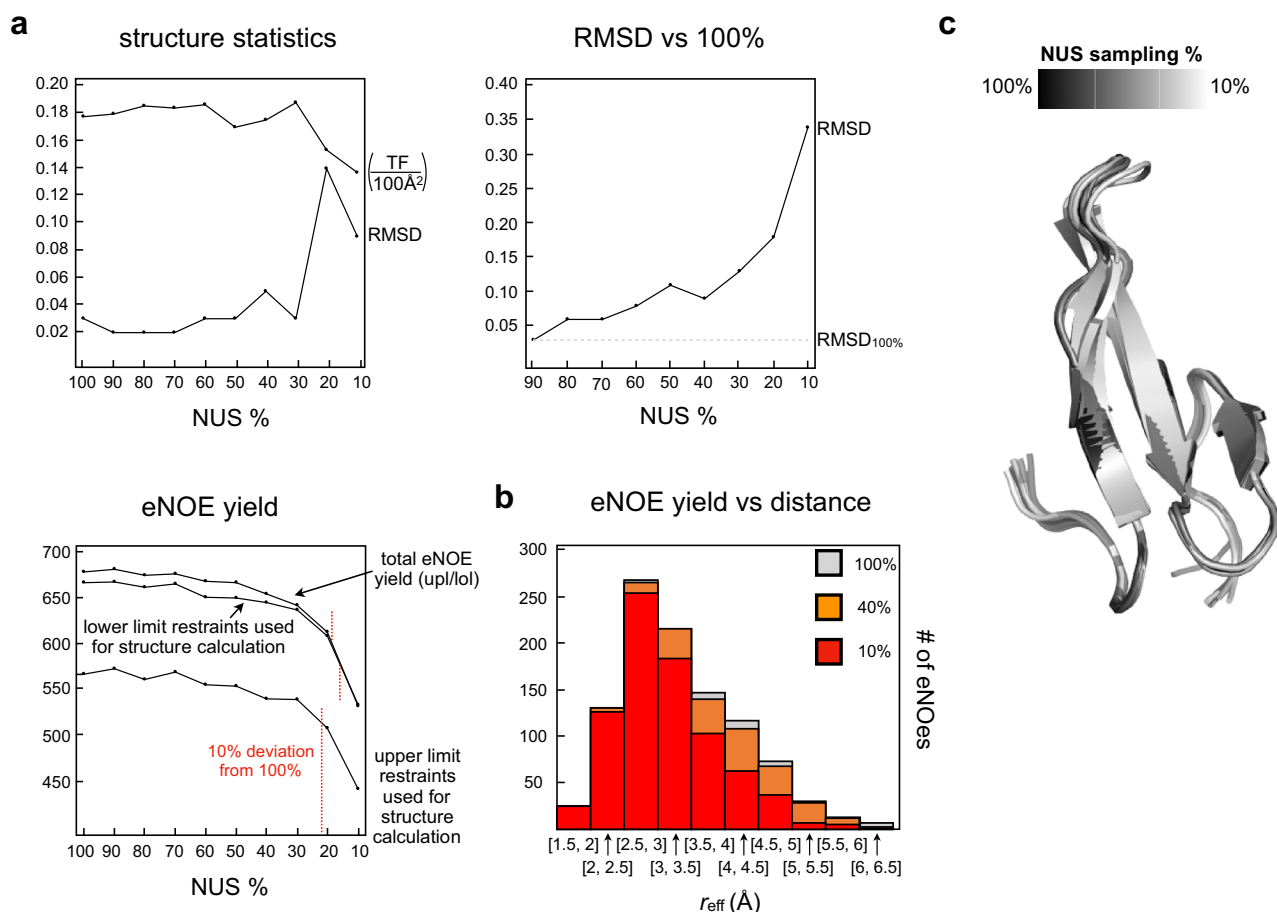 a
structure statistics
0.20
0.18
0.16
0.14
0.12
0.10
0.08
0.06
0.04
0.02
100 90 80 70 60 50 40 30 20 10
NUS %
(TF
100Å²)
RMSD
RMSD vs 100%
0.40
0.35
0.30
0.25
0.20
0.15
0.10
0.05
90 80 70 60 50 40 30 20 10
NUS %
RMSD
RMSD100%
c
NUS sampling %
100%
10%
eNOE yield
700
650
600
550
500
450
100 90 80 70 60 50 40 30 20 10
NUS %
total eNOE
yield (upl/lol)
lower limit restraints used
for structure calculation
10% deviation
from 100%
upper limit
restraints
used for
structure
calculation
b
eNOE yield vs distance
300
250
200
150
100
50
100%
40%
10%
# of eNOEs
[1.5, 2] [2.5, 3] [3.5, 4] [4.5, 5] [5.5, 6]
[2, 2.5] [3, 3.5] [4, 4.5] [5, 5.5] [6, 6.5]
reff (Å)